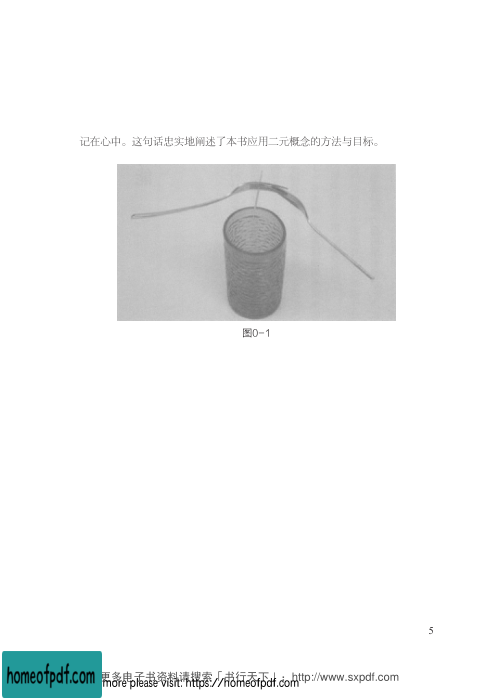 记在心中。这句话忠实地阐述了本书应用二元概念的方法与目标。
图0-1
5
更多电子书资料请搜索「书行天下」：http://www.sxpdf.com
homeofpdf.com
more please visit: https://homeofpdf.com